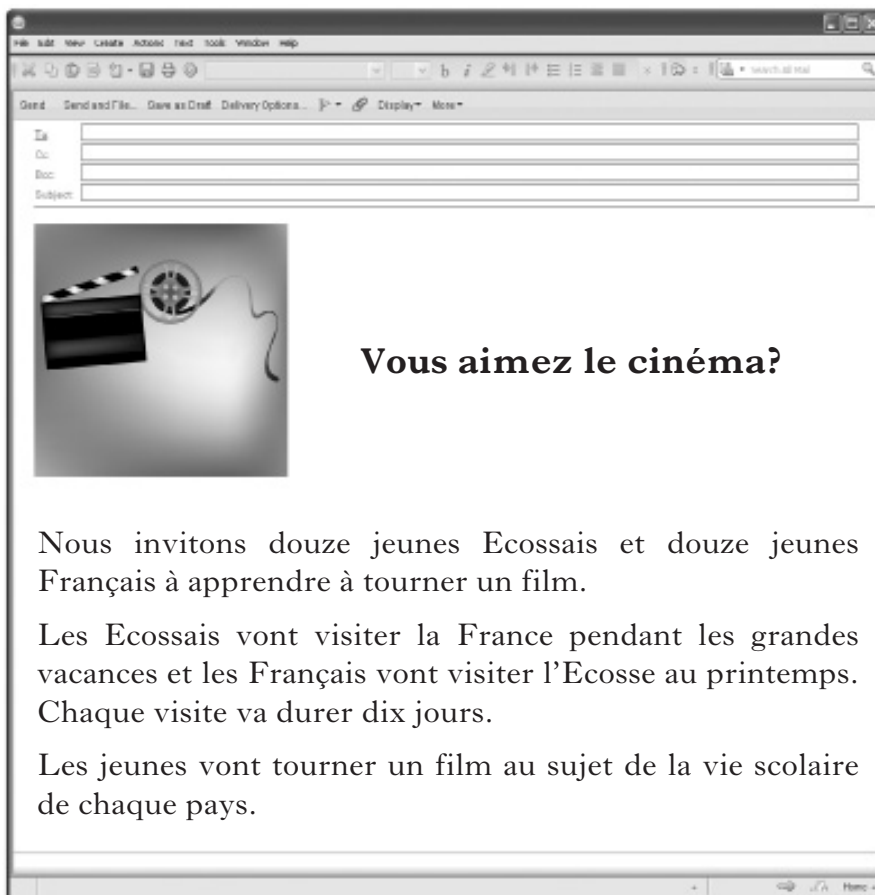 File Edit View Create Actions Text Tools Window Help
b i
Search All Mail
Send Send and File... Save as Draft Delivery Options... Display More
To
Cc
Bcc
Subject:
Vous aimez le cinéma?
Nous invitons douze jeunes Ecossais et douze jeunes
Français à apprendre à tourner un film.
Les Ecossais vont visiter la France pendant les grandes
vacances et les Français vont visiter l'Ecosse au printemps.
Chaque visite va durer dix jours.
Les jeunes vont tourner un film au sujet de la vie scolaire
de chaque pays.
Home